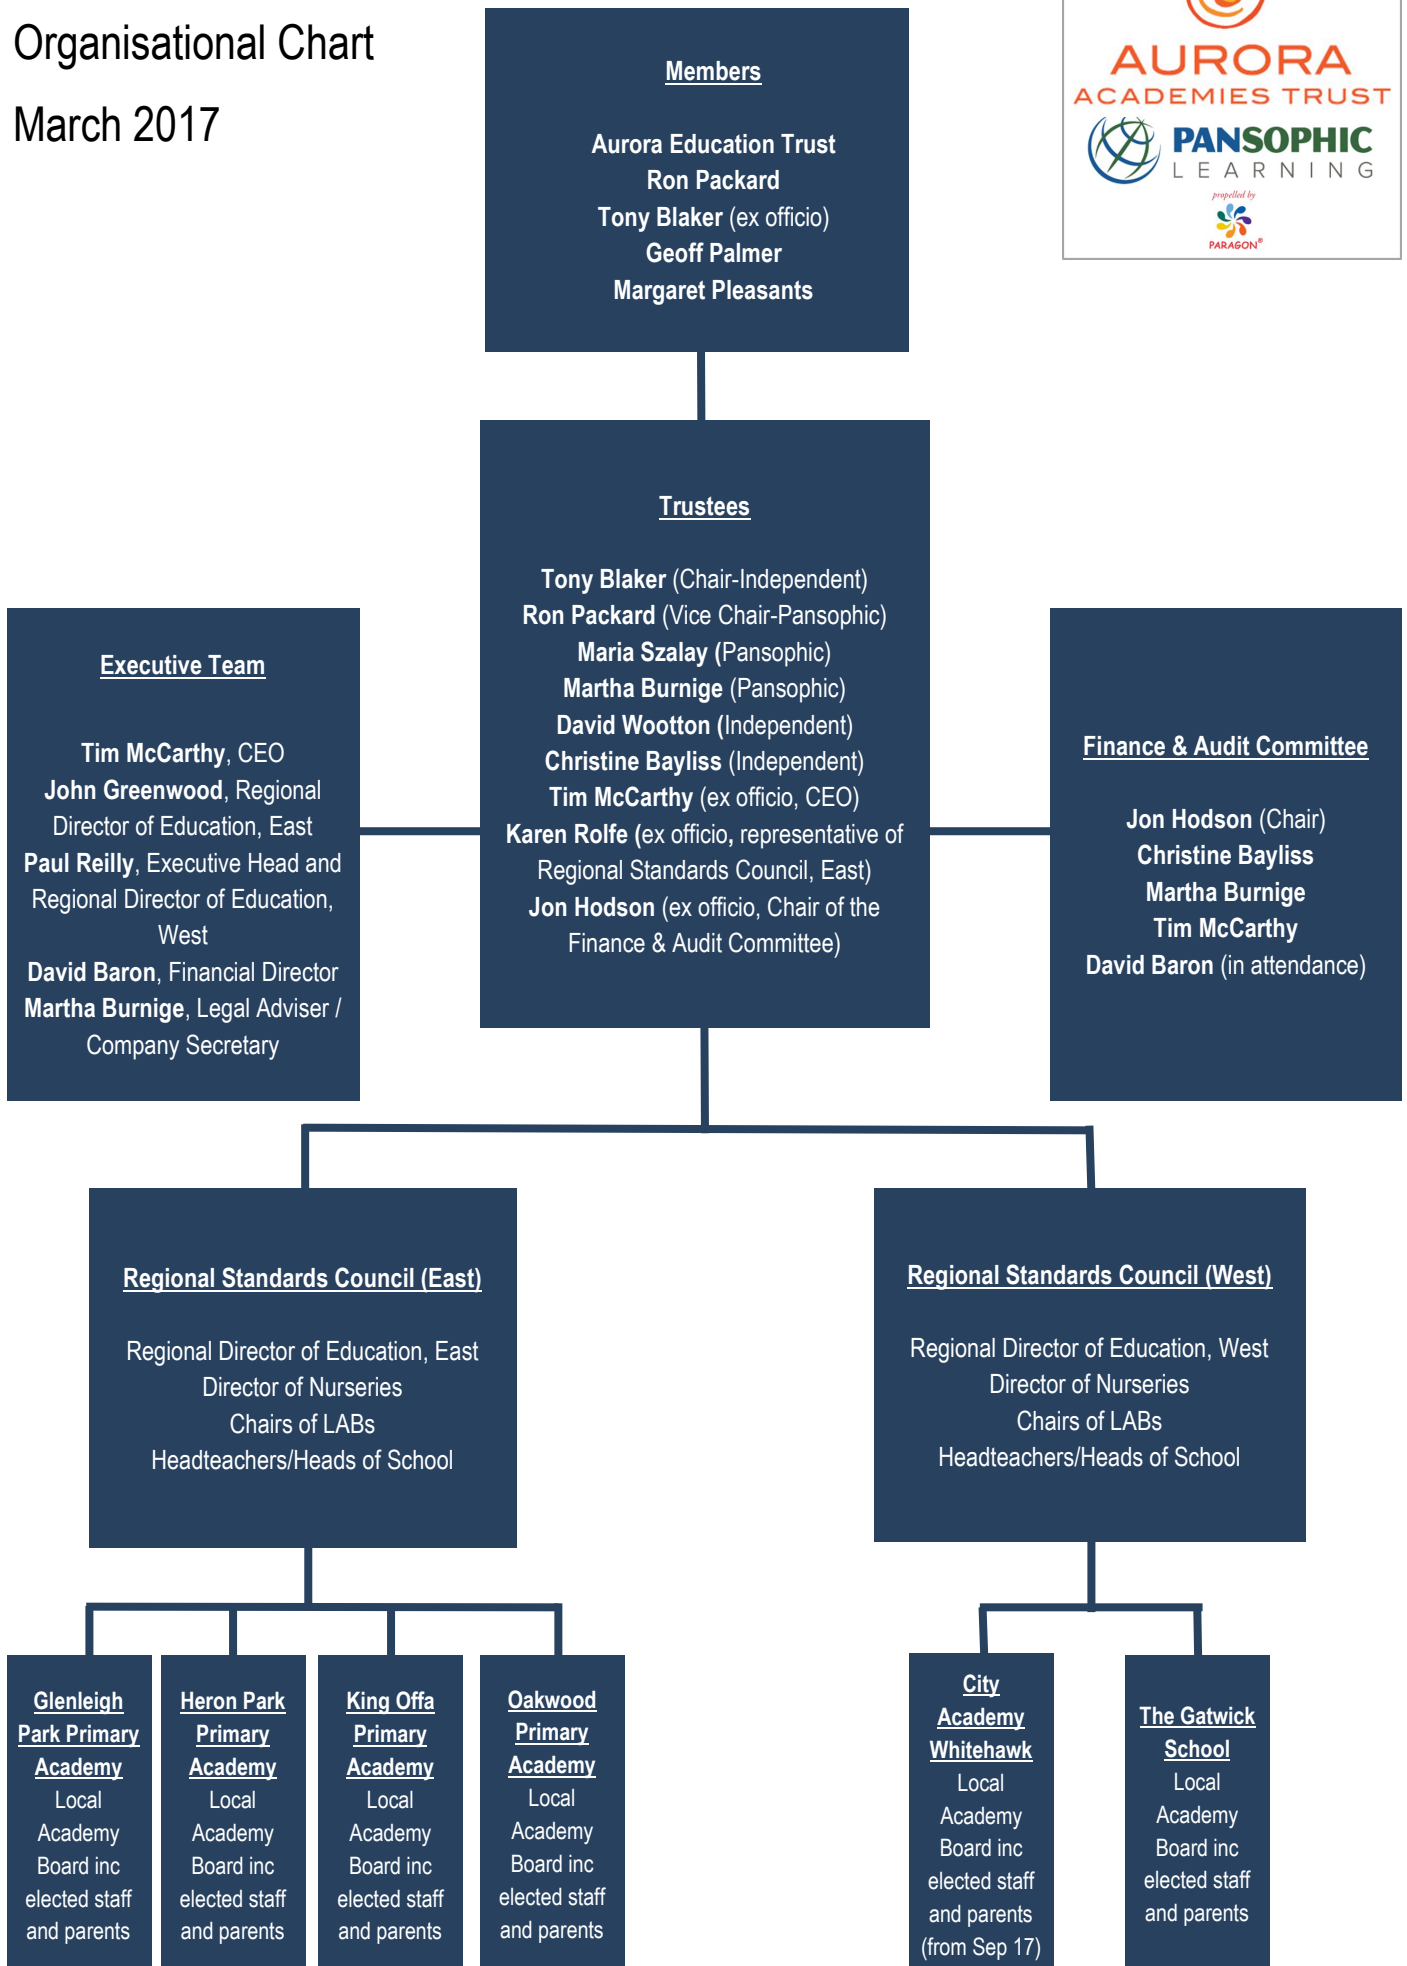 Organisational Chart
March 2017
AURORA
ACADEMIES TRUST
PANSOPHIC
LEARNING
propelled by
PARAGON®
Members
Aurora Education Trust
Ron Packard
Tony Blaker (ex officio)
Geoff Palmer
Margaret Pleasants
Trustees
Tony Blaker (Chair-Independent)
Ron Packard (Vice Chair-Pansophic)
Maria Szalay (Pansophic)
Martha Burnige (Pansophic)
David Wootton (Independent)
Christine Bayliss (Independent)
Tim McCarthy (ex officio, CEO)
Karen Rolfe (ex officio, representative of
Regional Standards Council, East)
Jon Hodson (ex officio, Chair of the
Finance & Audit Committee)
Executive Team
Tim McCarthy, CEO
John Greenwood, Regional
Director of Education, East
Paul Reilly, Executive Head and
Regional Director of Education,
West
David Baron, Financial Director
Martha Burnige, Legal Adviser /
Company Secretary
Finance & Audit Committee
Jon Hodson (Chair)
Christine Bayliss
Martha Burnige
Tim McCarthy
David Baron (in attendance)
Regional Standards Council (East)
Regional Director of Education, East
Director of Nurseries
Chairs of LABs
Headteachers/Heads of School
Regional Standards Council (West)
Regional Director of Education, West
Director of Nurseries
Chairs of LABs
Headteachers/Heads of School
Glenleigh
Park Primary
Academy
Local
Academy
Board inc
elected staff
and parents
Heron Park
Primary
Academy
Local
Academy
Board inc
elected staff
and parents
King Offa
Primary
Academy
Local
Academy
Board inc
elected staff
and parents
Oakwood
Primary
Academy
Local
Academy
Board inc
elected staff
and parents
City
Academy
Whitehawk
Local
Academy
Board inc
elected staff
and parents
(from Sep 17)
The Gatwick
School
Local
Academy
Board inc
elected staff
and parents